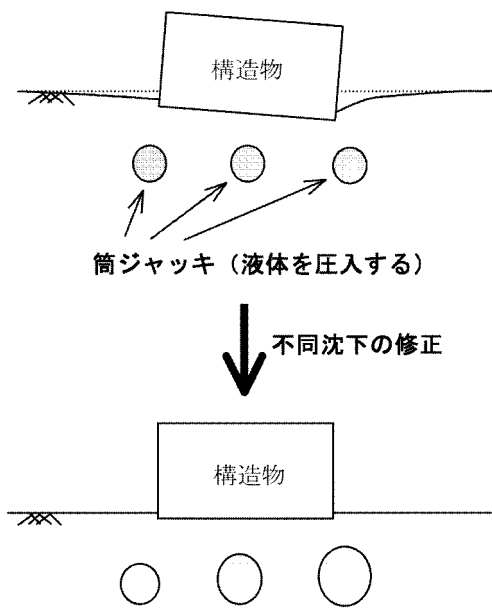 構造物
筒ジャッキ（液体を圧入する）
不同沈下の修正
構造物